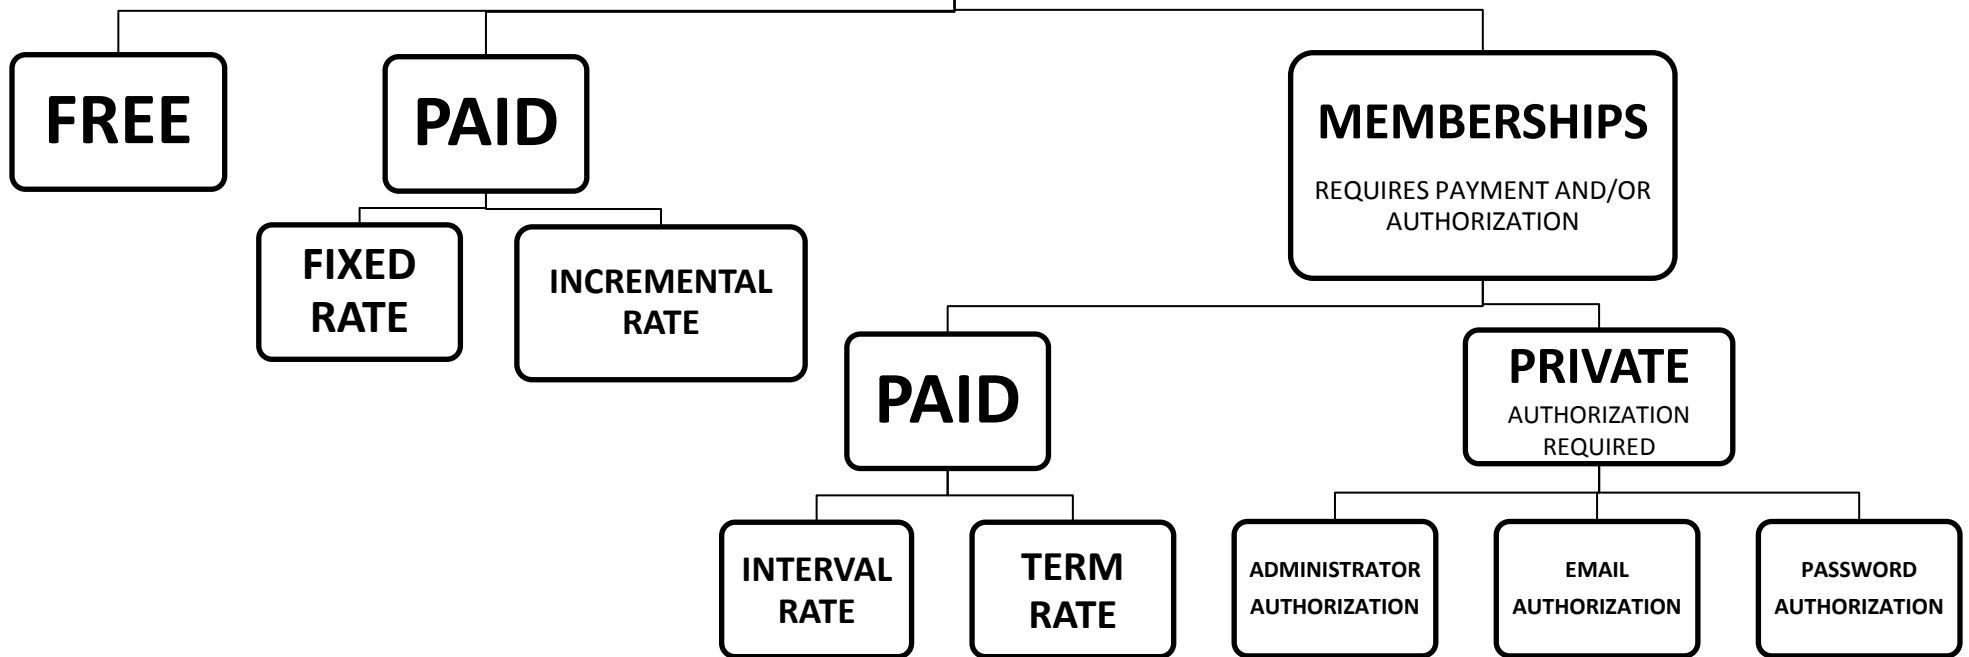 FREE
PAID
MEMBERSHIPS
REQUIRES PAYMENT AND/OR
AUTHORIZATION
FIXED
RATE
INCREMENTAL
RATE
PAID
PRIVATE
AUTHORIZATION
REQUIRED
INTERVAL
RATE
TERM
RATE
ADMINISTRATOR
AUTHORIZATION
EMAIL
AUTHORIZATION
PASSWORD
AUTHORIZATION